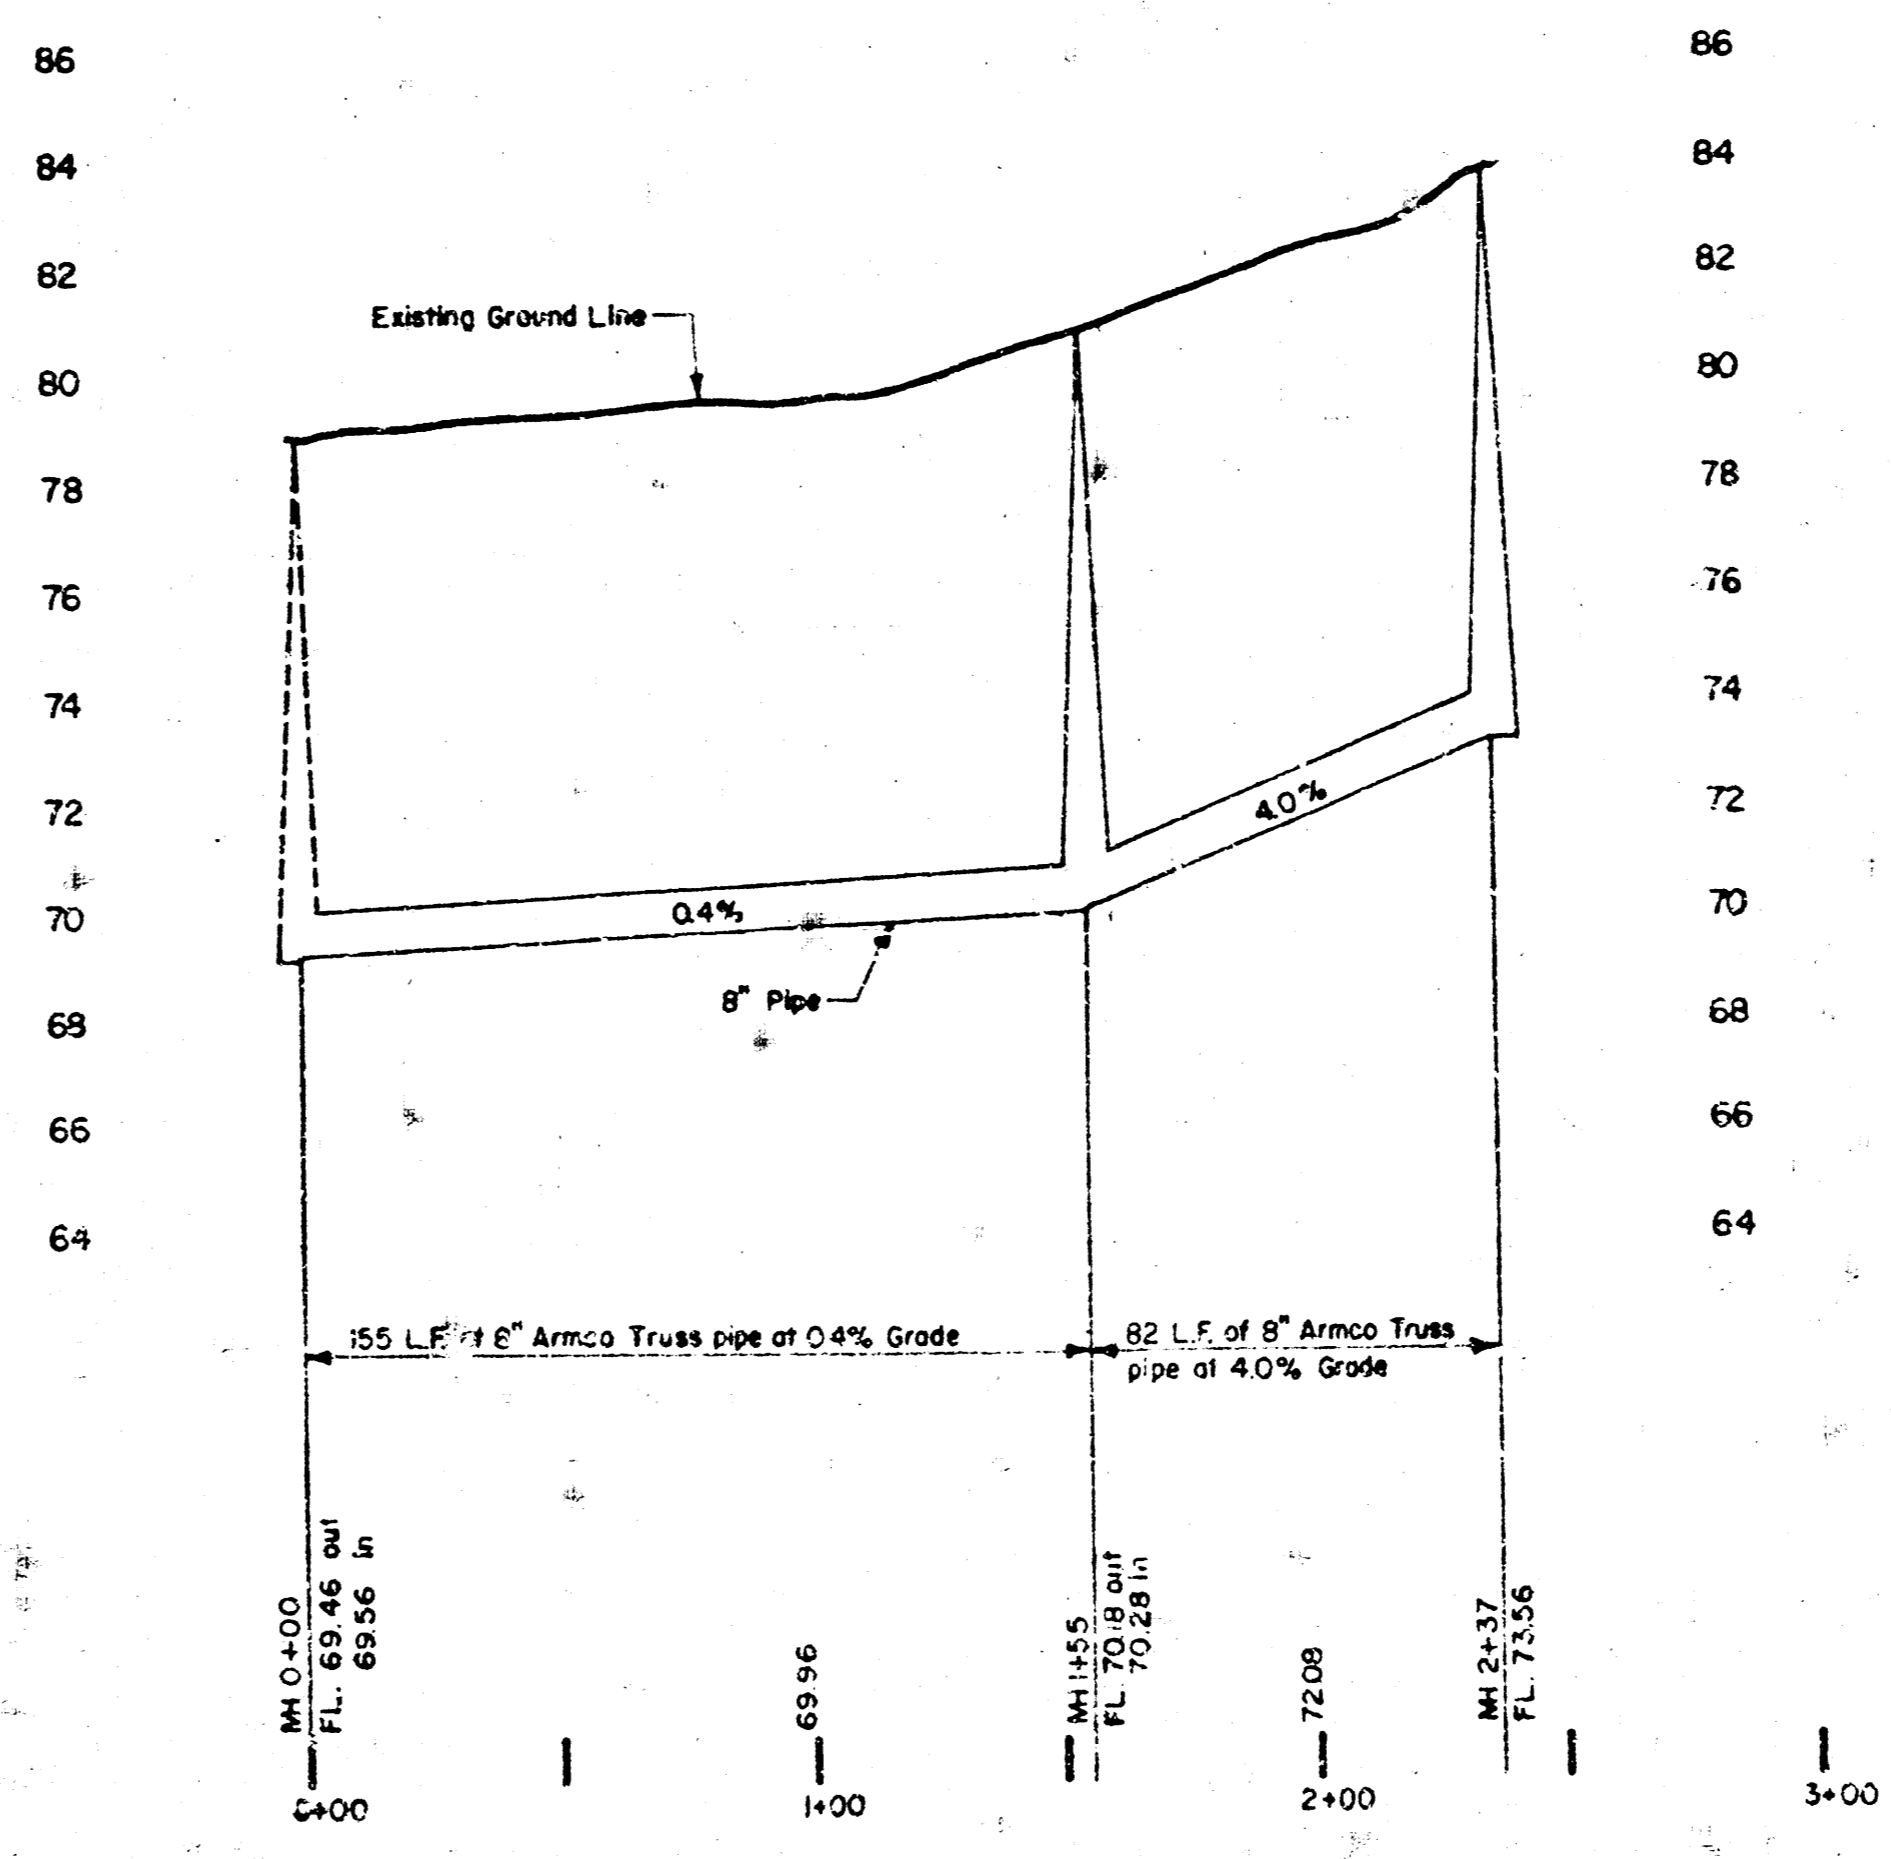 86
84
82
80
78
76
74
72
70
68
66
64
86
84
82
80
78
76
74
72
70
68
66
64
Existing Ground Line
0.4%
4.0%
8" Pipe
155 L.F. of 8" Armco Truss pipe at 0.4% Grade
82 L.F. of 8" Armco Truss
pipe at 4.0% Grade
MH 0+00
FL. 69.46 out
69.56 in
69.96
MH 1+55
FL. 70.18 out
70.28 in
72.08
MH 2+37
FL. 73.56
0+00
1+00
2+00
3+00